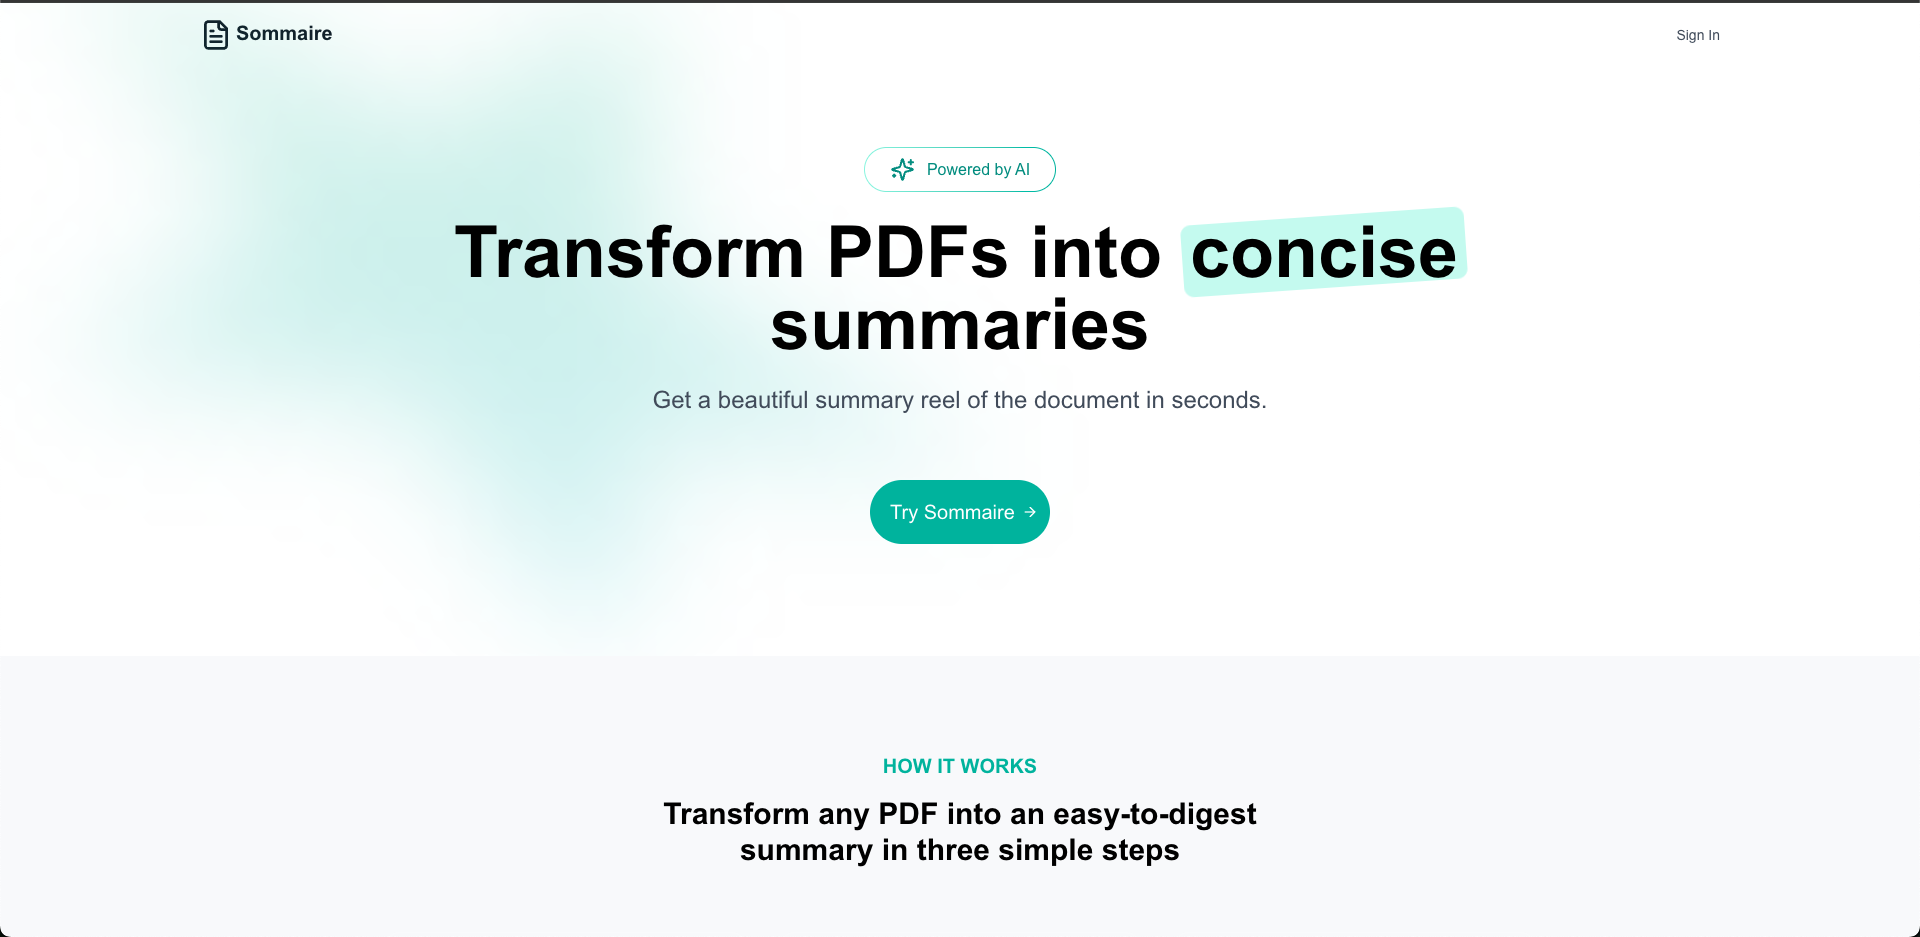 Sommaire
Sign In
Powered by AI
Transform PDFs into concise
summaries
Get a beautiful summary reel of the document in seconds.
Try Sommaire →
HOW IT WORKS
Transform any PDF into an easy-to-digest
summary in three simple steps